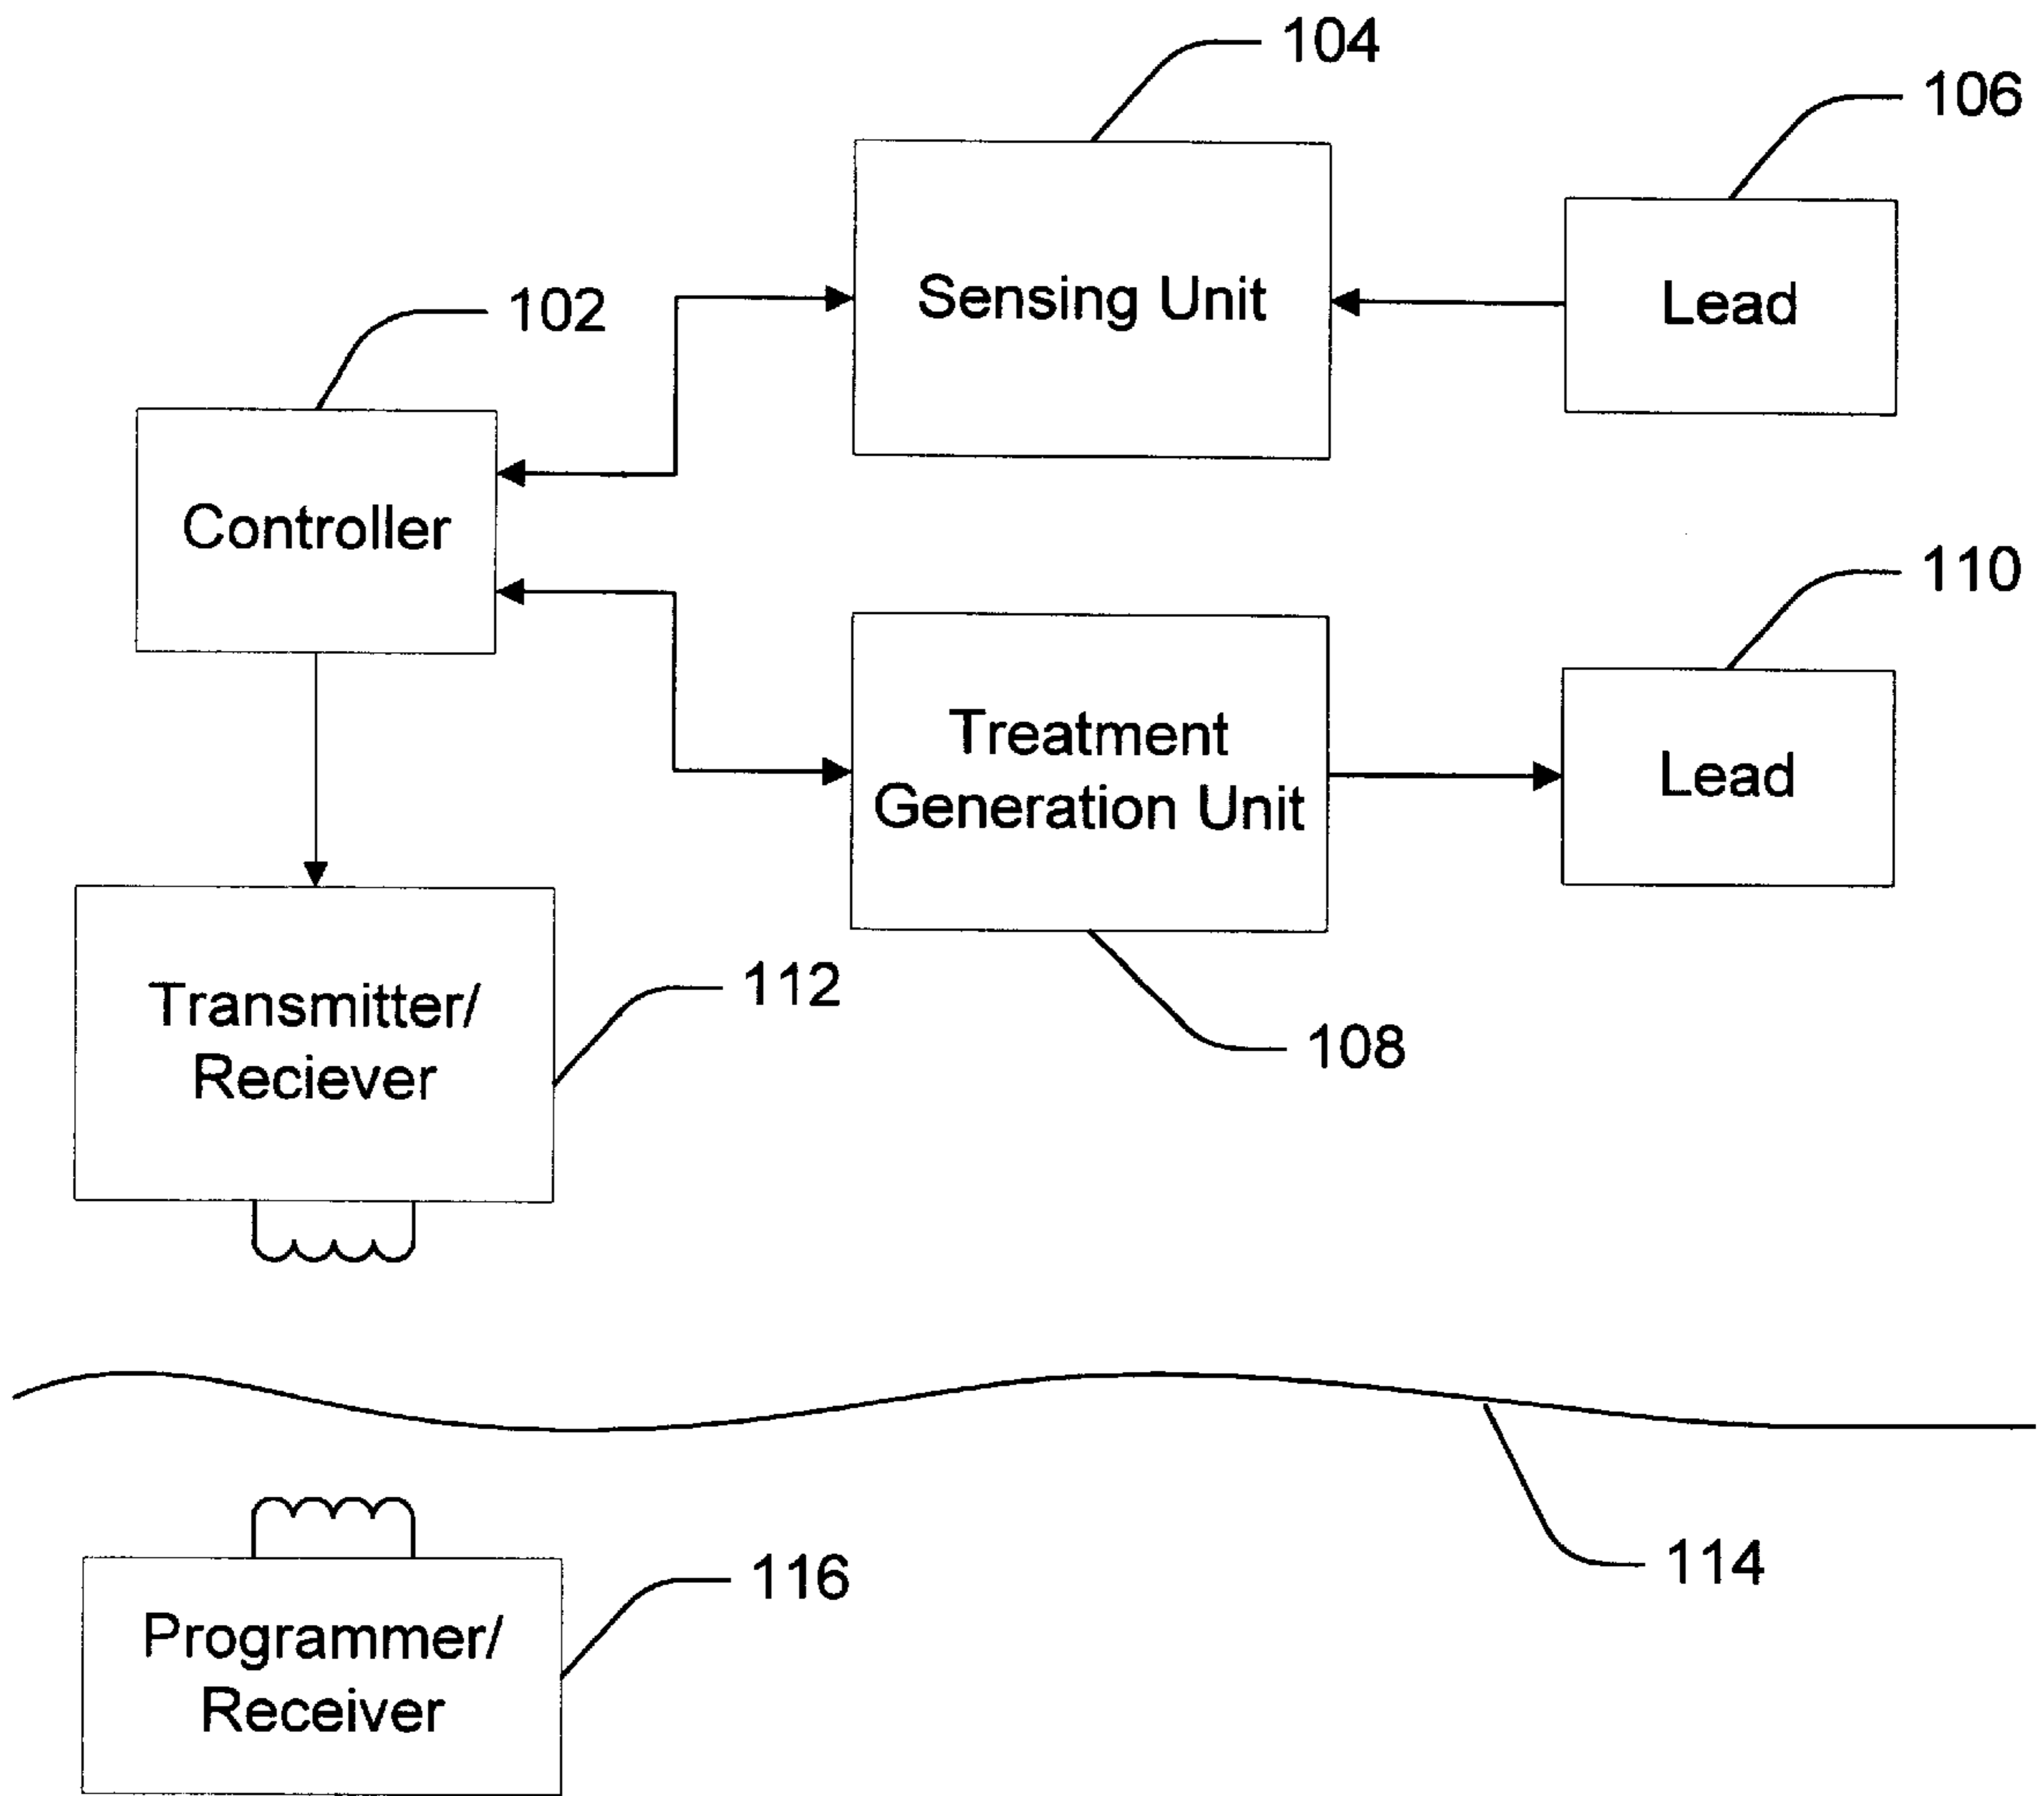 104
106
Sensing Unit
Lead
102
Controller
110
Treatment
Generation Unit
Lead
112
Transmitter/
Reciever
108
114
116
Programmer/
Receiver